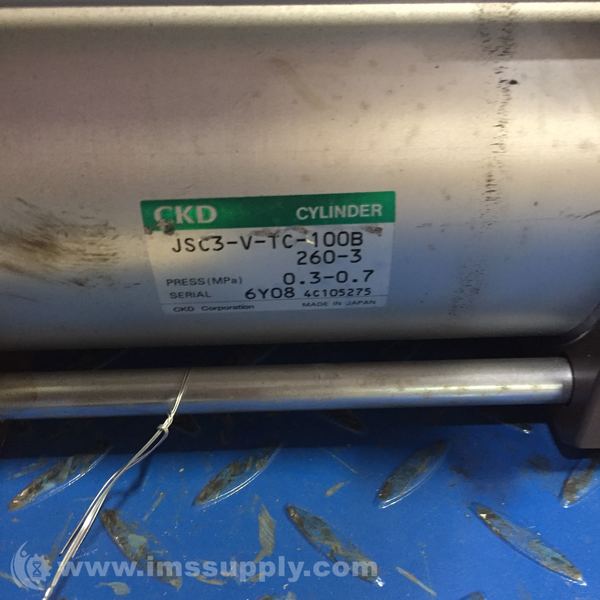 CKD CYLINDER
JSC3-V-TC-100B
260-3
PRESS(MPa) 0.3-0.7
SERIAL 6Y08 4C105275
CKD Corporation MADE IN JAPAN
www.imssupply.com